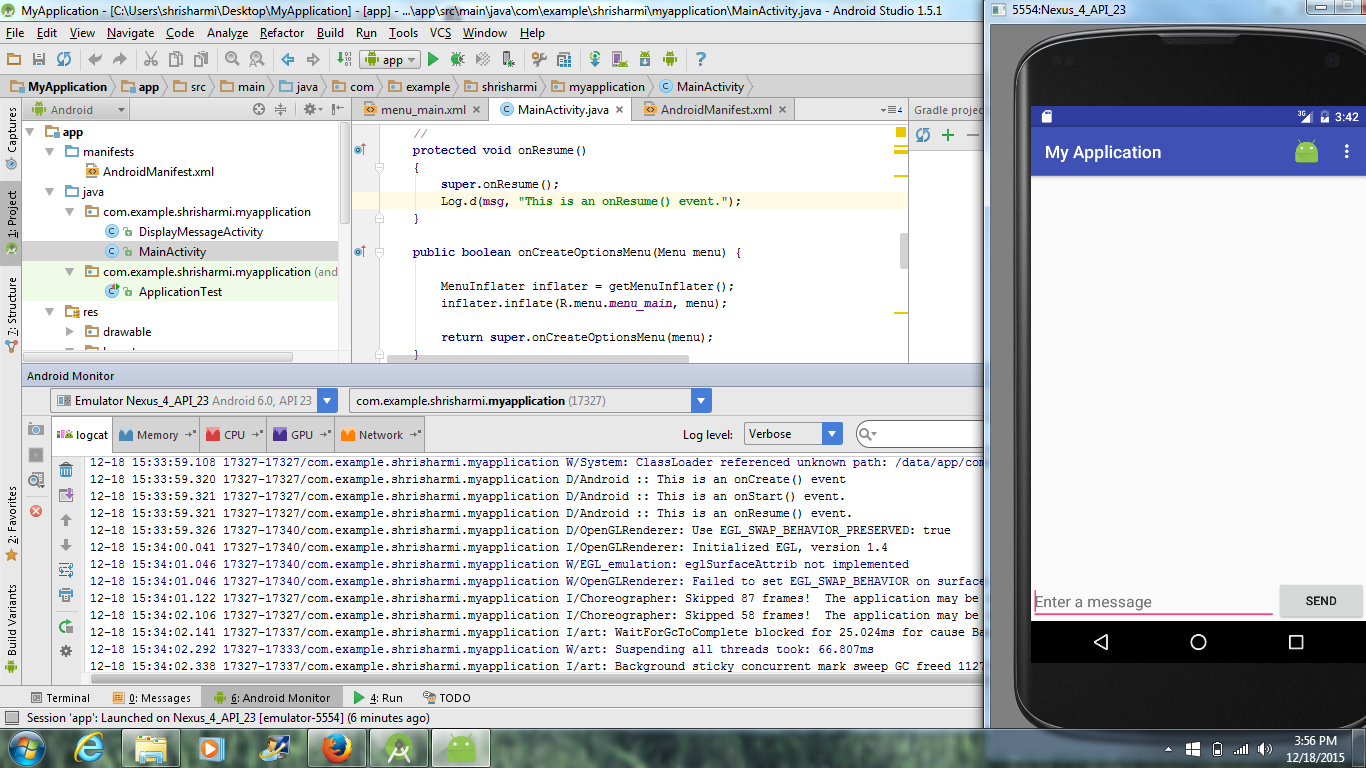 MyApplication - [C:\Users\shrisharmi\Desktop\MyApplication] - [app] - ...\app\src\main\java\com\example\shrisharmi\myapplication\MainActivity.java - Android Studio 1.5.1
File Edit View Navigate Code Analyze Refactor Build Run Tools VCS Window Help
app
MyApplication app src main java com example shrisharmi myapplication MainActivity
Android
menu_main.xml MainActivity.java AndroidManifest.xml 4 Gradle projec
Captures
1: Project
7: Structure
2: Favorites
Build Variants
app
manifests
AndroidManifest.xml
java
com.example.shrisharmi.myapplication
DisplayMessageActivity
MainActivity
com.example.shrisharmi.myapplication (and
ApplicationTest
res
drawable
//
protected void onResume()
{
super.onResume();
Log.d(msg, "This is an onResume() event.");
}
public boolean onCreateOptionsMenu(Menu menu) {
MenuInflater inflater = getMenuInflater();
inflater.inflate(R.menu.menu_main, menu);
return super.onCreateOptionsMenu(menu);
}
Android Monitor
Emulator Nexus_4_API_23 Android 6.0, API 23 com.example.shrisharmi.myapplication (17327)
logcat Memory CPU GPU Network Log level: Verbose
12-18 15:33:59.108 17327-17327/com.example.shrisharmi.myapplication W/System: ClassLoader referenced unknown path: /data/app/com
12-18 15:33:59.320 17327-17327/com.example.shrisharmi.myapplication D/Android :: This is an onCreate() event
12-18 15:33:59.321 17327-17327/com.example.shrisharmi.myapplication D/Android :: This is an onStart() event.
12-18 15:33:59.321 17327-17327/com.example.shrisharmi.myapplication D/Android :: This is an onResume() event.
12-18 15:33:59.326 17327-17340/com.example.shrisharmi.myapplication D/OpenGLRenderer: Use EGL_SWAP_BEHAVIOR_PRESERVED: true
12-18 15:34:00.041 17327-17340/com.example.shrisharmi.myapplication I/OpenGLRenderer: Initialized EGL, version 1.4
12-18 15:34:01.046 17327-17340/com.example.shrisharmi.myapplication W/EGL_emulation: eglSurfaceAttrib not implemented
12-18 15:34:01.046 17327-17340/com.example.shrisharmi.myapplication W/OpenGLRenderer: Failed to set EGL_SWAP_BEHAVIOR on surface
12-18 15:34:01.122 17327-17327/com.example.shrisharmi.myapplication I/Choreographer: Skipped 87 frames! The application may be
12-18 15:34:02.106 17327-17327/com.example.shrisharmi.myapplication I/Choreographer: Skipped 58 frames! The application may be
12-18 15:34:02.141 17327-17337/com.example.shrisharmi.myapplication I/art: WaitForGcToComplete blocked for 25.024ms for cause Ba
12-18 15:34:02.292 17327-17333/com.example.shrisharmi.myapplication W/art: Suspending all threads took: 66.807ms
12-18 15:34:02.338 17327-17337/com.example.shrisharmi.myapplication I/art: Background sticky concurrent mark sweep GC freed 1127
Terminal 0: Messages 6: Android Monitor 4: Run TODO
Session 'app': Launched on Nexus_4_API_23 [emulator-5554] (6 minutes ago)
5554:Nexus_4_API_23
3G 3:42
My Application
Enter a message SEND
3:56 PM
12/18/2015